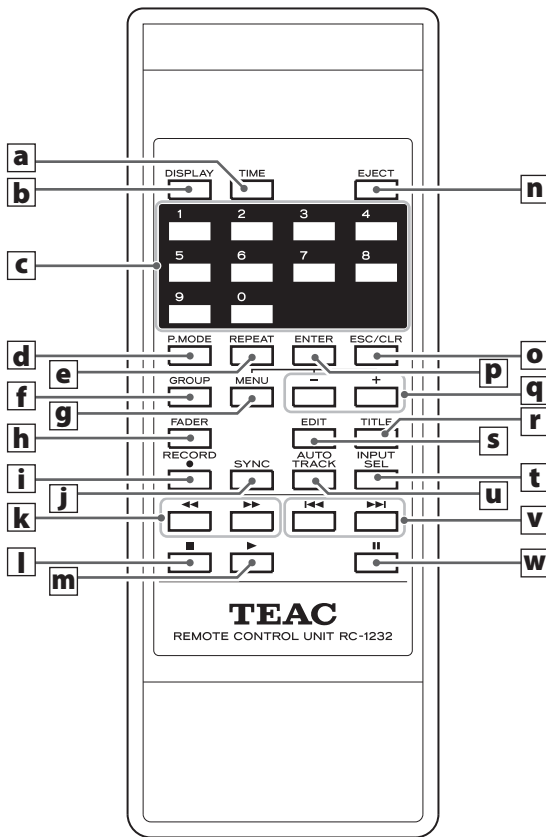 a
DISPLAY TIME EJECT
b n
1 2 3 4
c
5 6 7 8
9 0
P.MODE REPEAT ENTER ESC/CLR
d o
e p
GROUP MENU − +
f q
g r
FADER EDIT TITLE
h s
RECORD SYNC AUTO TRACK INPUT SEL
● 
i t
j u
◀◀ ▶▶ I◀◀ ▶▶I
k v
■ ▶ II
l w
m
TEAC
REMOTE CONTROL UNIT RC-1232